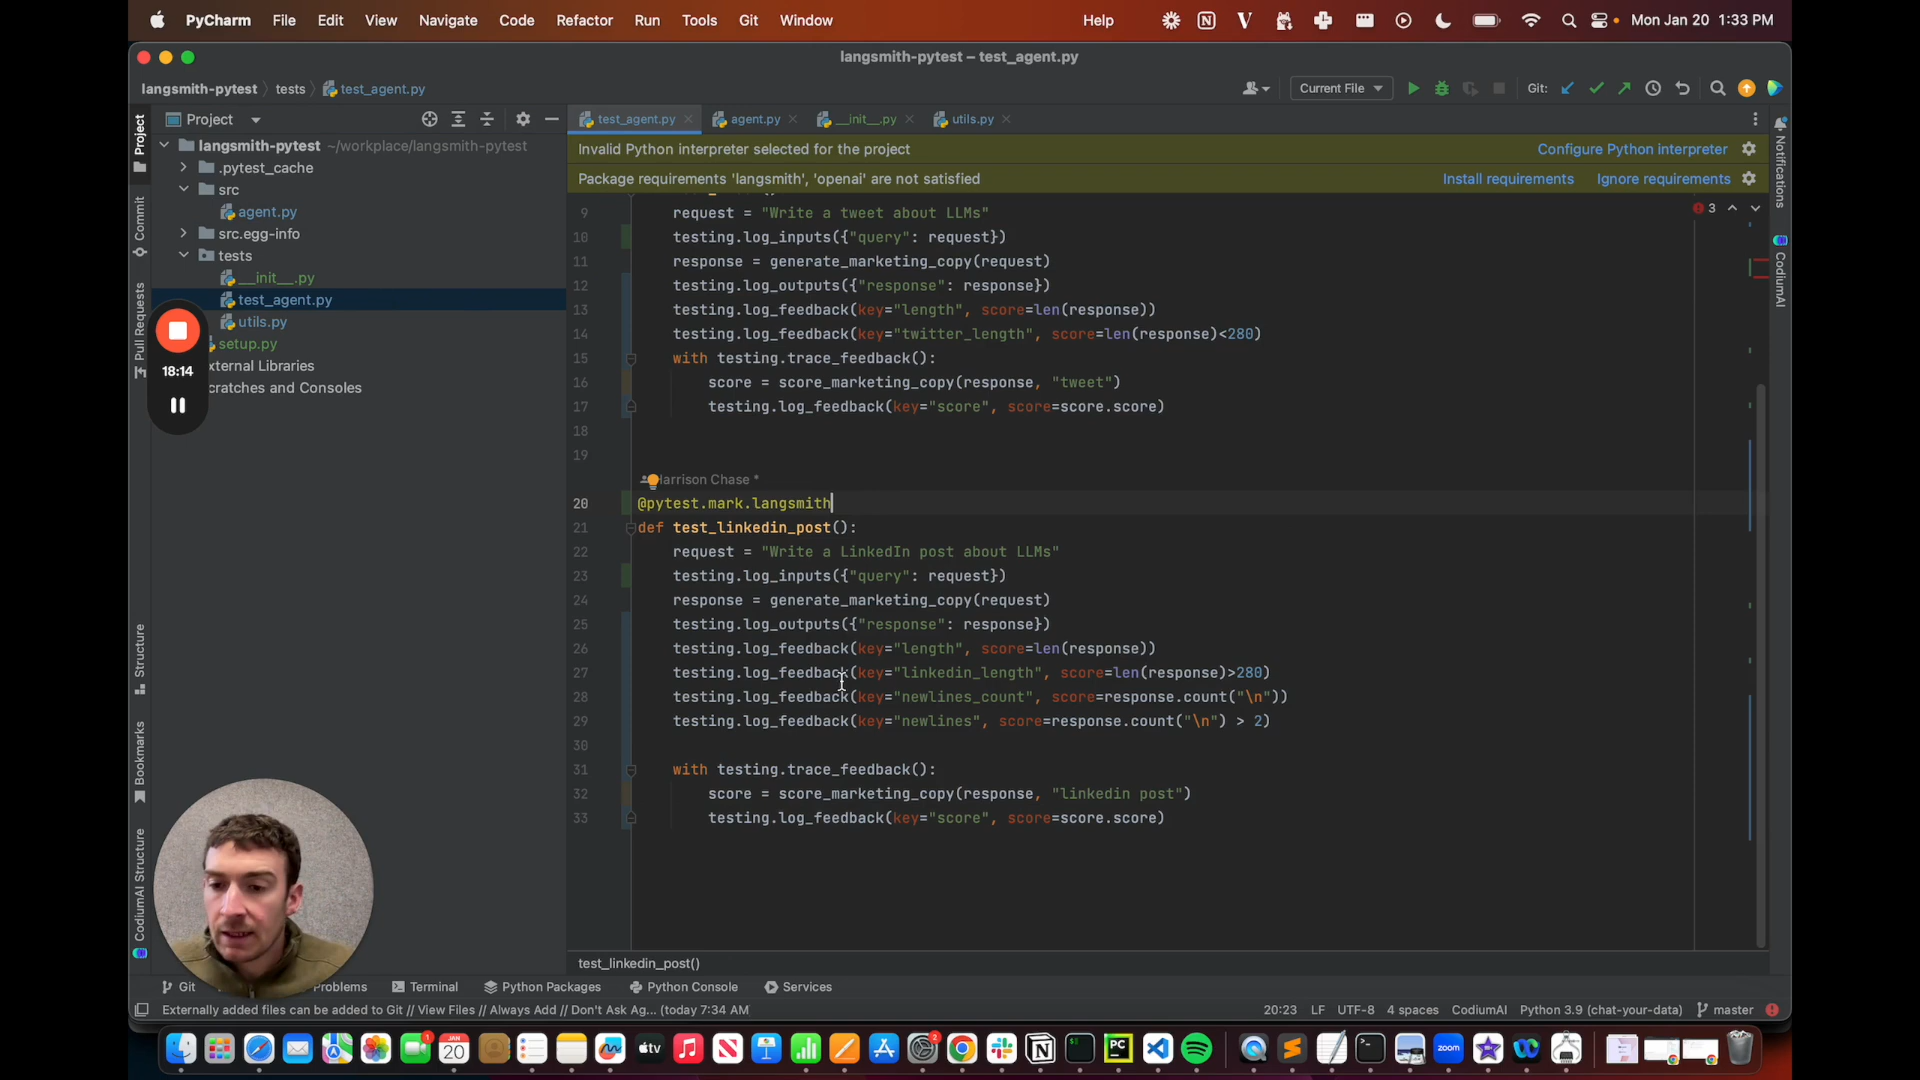 PyCharm File Edit View Navigate Code Refactor Run Tools Git Window Help Mon Jan 20 1:33 PM
langsmith-pytest – test_agent.py
langsmith-pytest tests test_agent.py Current File Git:
Project
test_agent.py agent.py __init__.py utils.py
langsmith-pytest ~/workplace/langsmith-pytest
.pytest_cache
src
agent.py
src.egg-info
tests
__init__.py
test_agent.py
utils.py
setup.py
xternal Libraries
cratches and Consoles
18:14
Project
Commit
Pull Requests
Structure
Bookmarks
CodiumAI Structure
Notifications
CodiumAI
Invalid Python interpreter selected for the project Configure Python interpreter
Package requirements 'langsmith', 'openai' are not satisfied Install requirements Ignore requirements
3
9 request = "Write a tweet about LLMs"
10 testing.log_inputs({"query": request})
11 response = generate_marketing_copy(request)
12 testing.log_outputs({"response": response})
13 testing.log_feedback(key="length", score=len(response))
14 testing.log_feedback(key="twitter_length", score=len(response)<280)
15 with testing.trace_feedback():
16 score = score_marketing_copy(response, "tweet")
17 testing.log_feedback(key="score", score=score.score)
18
19
arrison Chase *
20 @pytest.mark.langsmith
21 def test_linkedin_post():
22 request = "Write a LinkedIn post about LLMs"
23 testing.log_inputs({"query": request})
24 response = generate_marketing_copy(request)
25 testing.log_outputs({"response": response})
26 testing.log_feedback(key="length", score=len(response))
27 testing.log_feedback(key="linkedin_length", score=len(response)>280)
28 testing.log_feedback(key="newlines_count", score=response.count("\n"))
29 testing.log_feedback(key="newlines", score=response.count("\n") > 2)
30
31 with testing.trace_feedback():
32 score = score_marketing_copy(response, "linkedin post")
33 testing.log_feedback(key="score", score=score.score)
test_linkedin_post()
Git Problems Terminal Python Packages Python Console Services
Externally added files can be added to Git // View Files // Always Add // Don't Ask Ag... (today 7:34 AM) 20:23 LF UTF-8 4 spaces CodiumAI Python 3.9 (chat-your-data) master
JAN
20
1
tv
2
PC
zoom